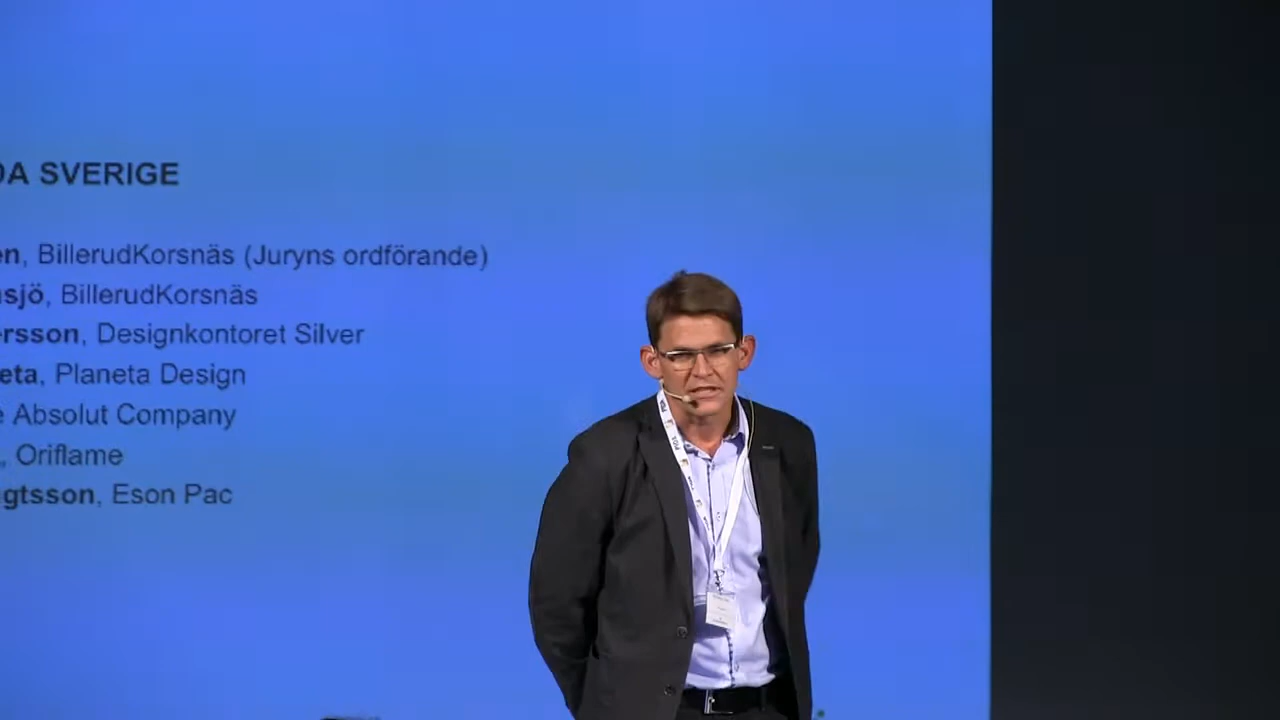 DA SVERIGE
en, BillerudKorsnäs (Juryns ordförande)
sjö, BillerudKorsnäs
ersson, Designkontoret Silver
eta, Planeta Design
e Absolut Company
, Oriflame
gtsson, Eson Pac